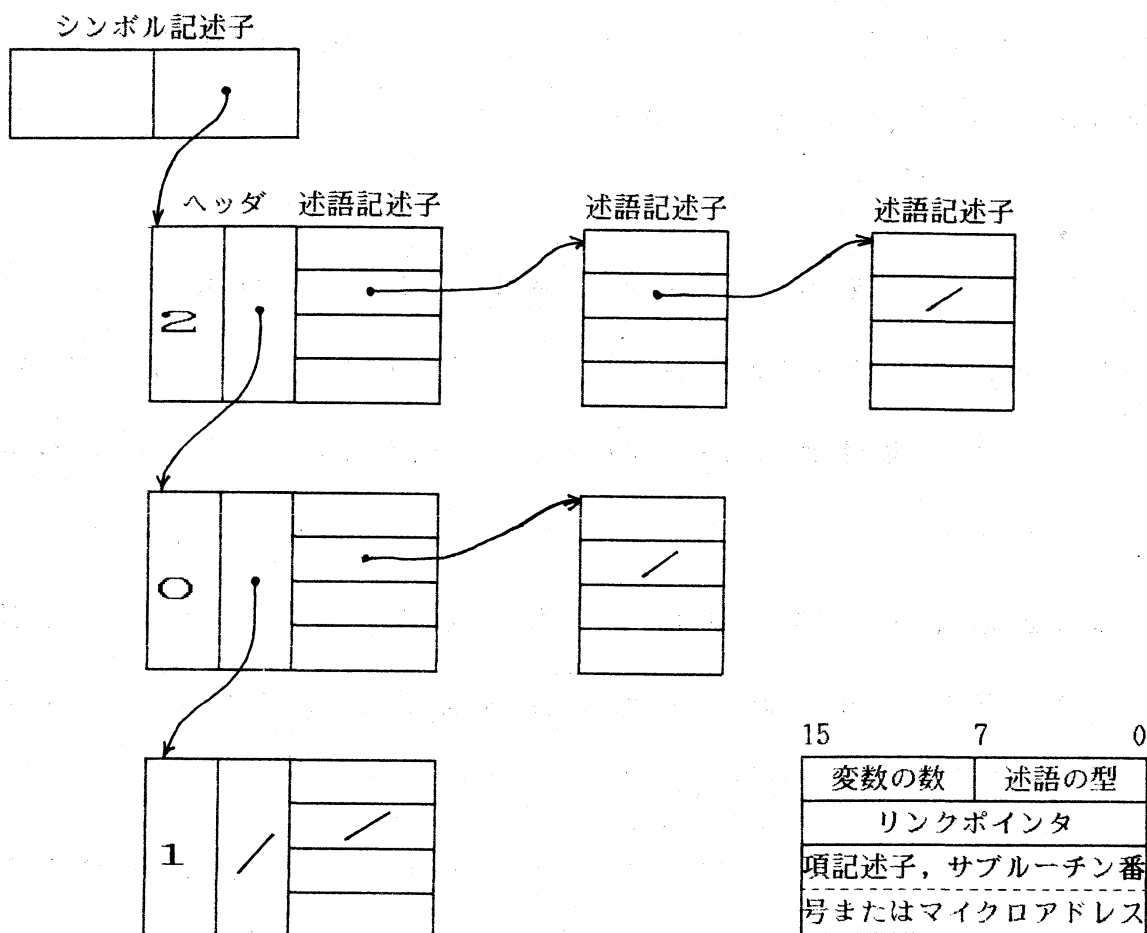 シンボル記述子
ヘッダ 述語記述子 述語記述子 述語記述子
2
0
1
15 7 0
変数の数 述語の型
リンクポインタ
項記述子，サブルーチン番
号またはマイクロアドレス